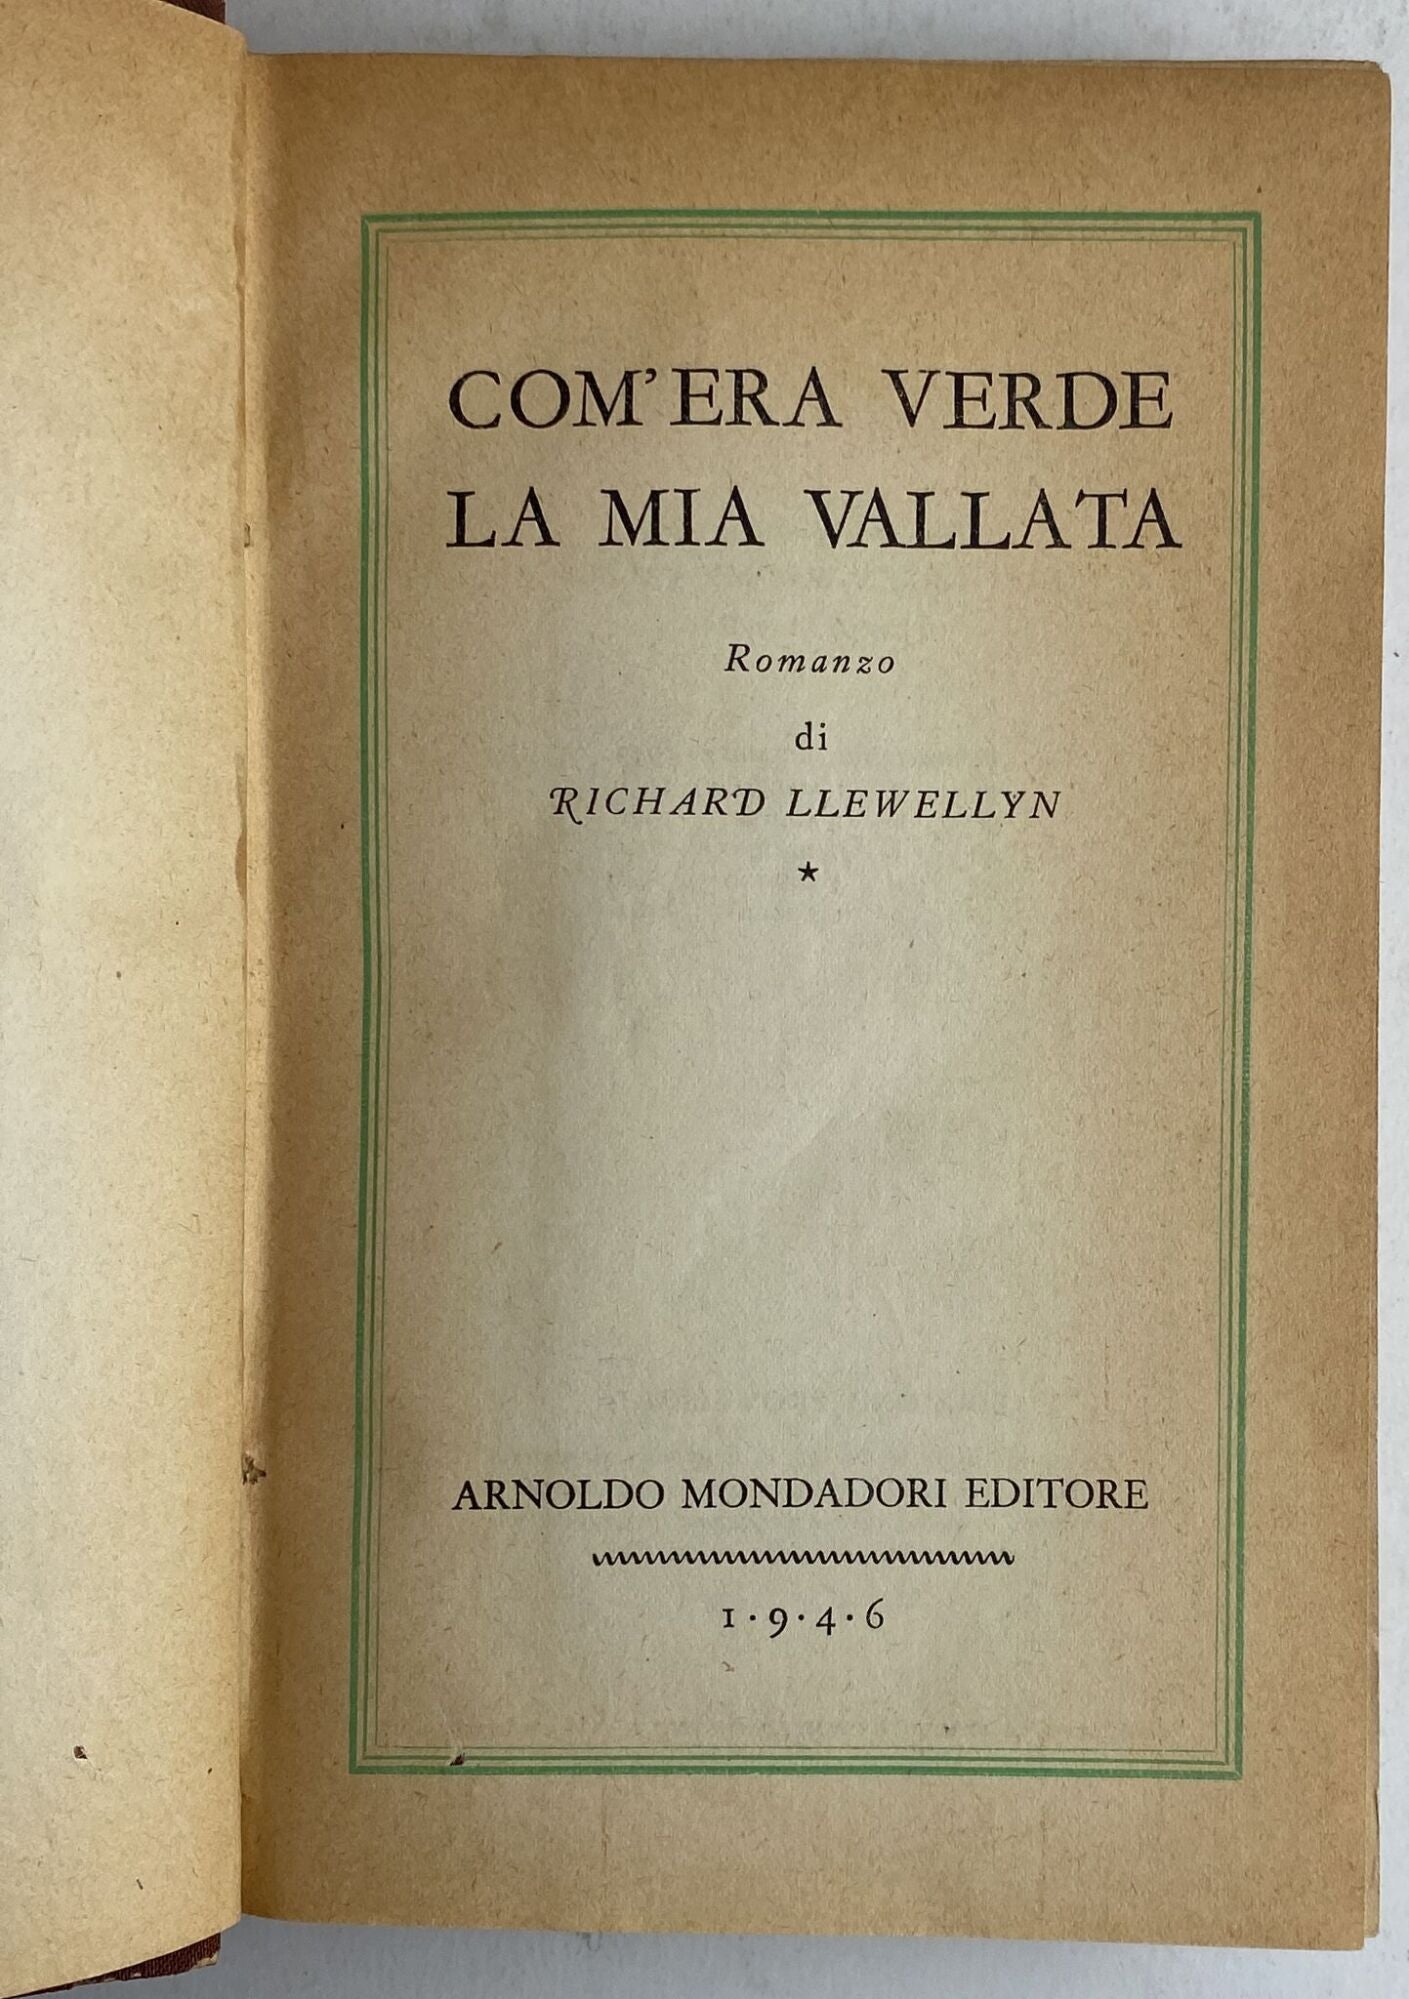 COM'ERA VERDE
LA MIA VALLATA
Romanzo
di
RICHARD LLEWELLYN
★
ARNOLDO MONDADORI EDITORE
1·9·4·6